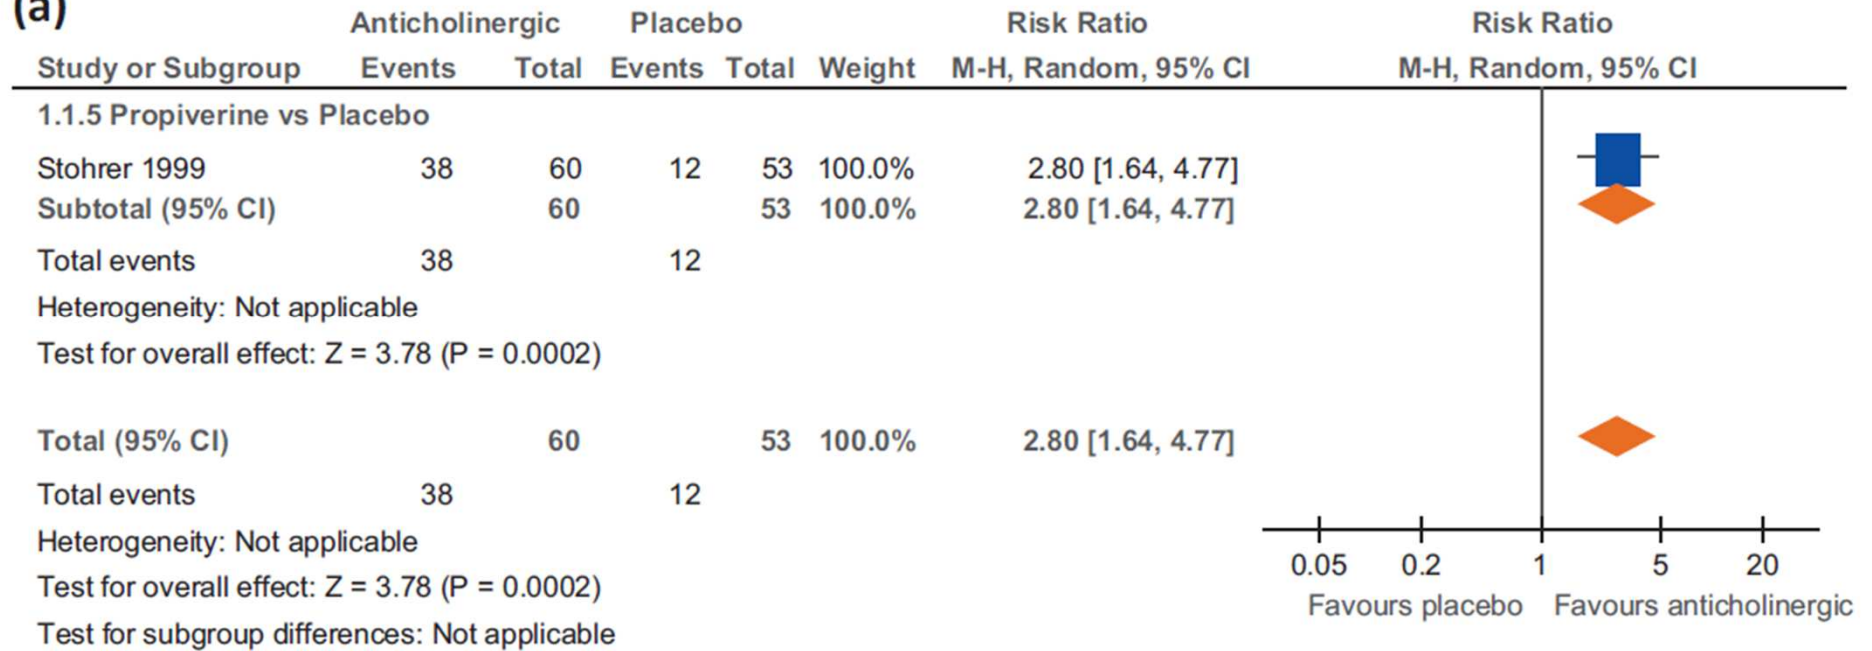 (a)
Anticholinergic Placebo Risk Ratio Risk Ratio
Study or Subgroup Events Total Events Total Weight M-H, Random, 95% CI M-H, Random, 95% CI
1.1.5 Propiverine vs Placebo
Stohrer 1999 38 60 12 53 100.0% 2.80 [1.64, 4.77]
Subtotal (95% CI) 60 53 100.0% 2.80 [1.64, 4.77]
Total events 38 12
Heterogeneity: Not applicable
Test for overall effect: Z = 3.78 (P = 0.0002)
Total (95% CI) 60 53 100.0% 2.80 [1.64, 4.77]
Total events 38 12
Heterogeneity: Not applicable
0.05 0.2 1 5 20
Test for overall effect: Z = 3.78 (P = 0.0002)
Favours placebo Favours anticholinergic
Test for subgroup differences: Not applicable